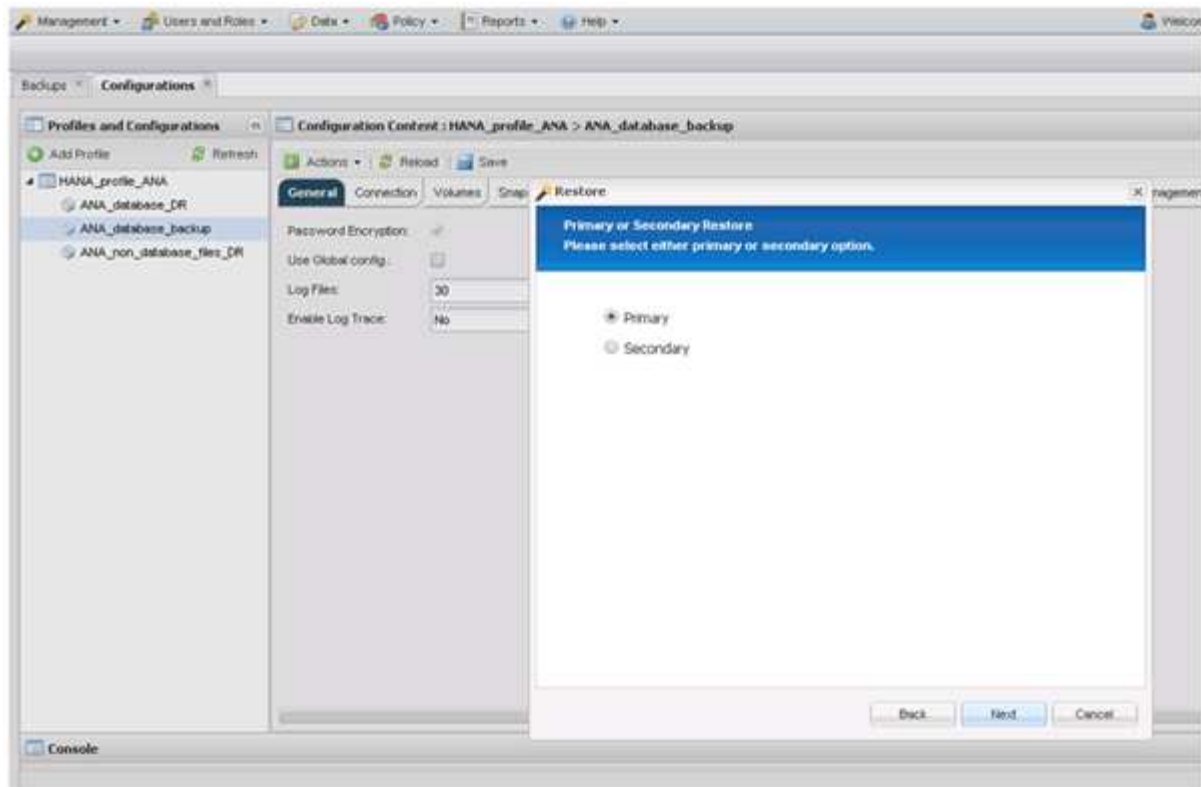 Management Users and Roles Data Policy Reports Help
Backups Configurations
Profiles and Configurations
Add Profile Refresh
HANA_profile_ANA
ANA_database_DR
ANA_database_backup
ANA_non_database_files_DR
Configuration Content : HANA_profile_ANA > ANA_database_backup
Actions Reload Save
General Connection Volumes Snap
Password Encryption:
Use Global config..
Log Files: 30
Enable Log Trace: No
Restore
Primary or Secondary Restore
Please select either primary or secondary option.
Primary
Secondary
Back Next Cancel
Console